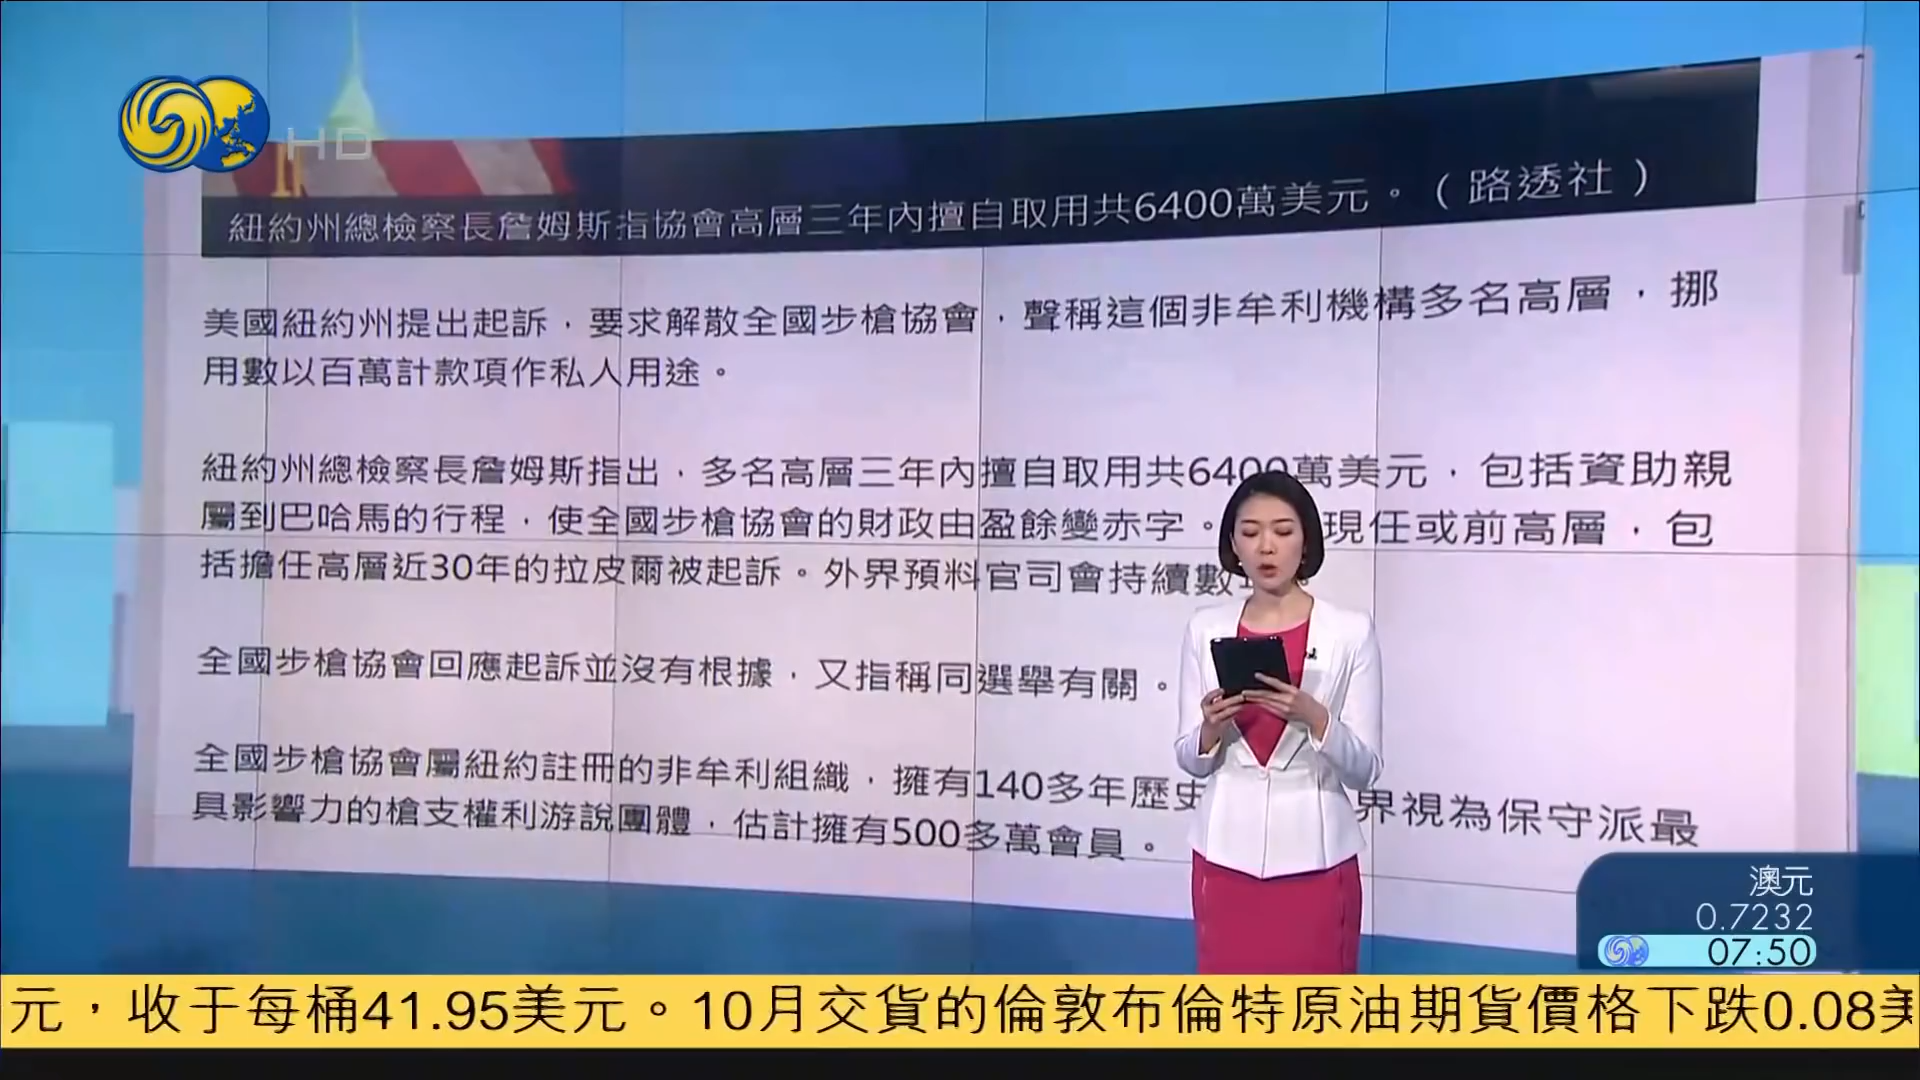 HD
紐約州總檢察長詹姆斯指協會高層三年內擅自取用共6400萬美元。（路透社）
美國紐約州提出起訴，要求解散全國步槍協會，聲稱這個非牟利機構多名高層，挪
用數以百萬計款項作私人用途。
紐約州總檢察長詹姆斯指出，多名高層三年內擅自取用共6400萬美元，包括資助親
屬到巴哈馬的行程，使全國步槍協會的財政由盈餘變赤字。 現任或前高層，包
括擔任高層近30年的拉皮爾被起訴。外界預料官司會持續數
全國步槍協會回應起訴並沒有根據，又指稱同選舉有關。
全國步槍協會屬紐約註冊的非牟利組織，擁有140多年歷史 界視為保守派最
具影響力的槍支權利游說團體，估計擁有500多萬會員。
澳元
0.7232
07:50
元，收于每桶41.95美元。10月交貨的倫敦布倫特原油期貨價格下跌0.08美